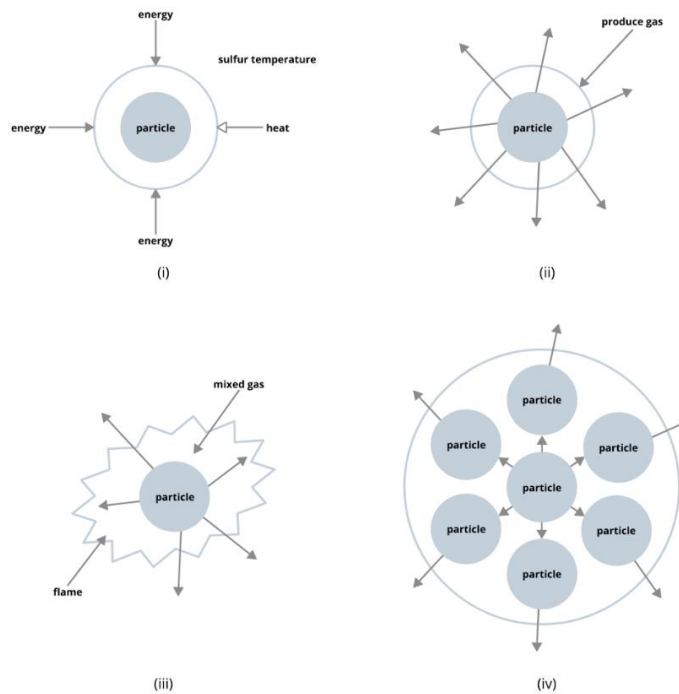 energy
sulfur temperature
energy
particle
heat
energy
(i)
produce gas
particle
(ii)
mixed gas
particle
flame
(iii)
particle
particle
particle
particle
particle
particle
particle
(iv)